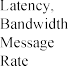 Latency,
Bandwidth
Message
Rate